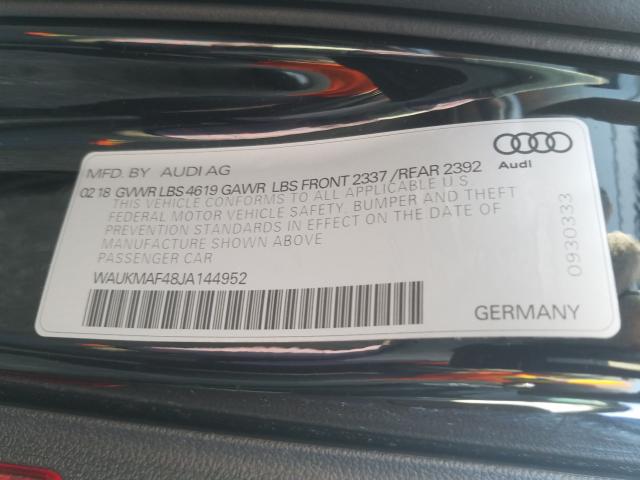 MFD. BY AUDI AG
Audi
02 18 GVWR LBS 4619 GAWR LBS FRONT 2337 /REAR 2392
THIS VEHICLE CONFORMS TO ALL APPLICABLE U.S.
FEDERAL MOTOR VEHICLE SAFETY, BUMPER AND THEFT
PREVENTION STANDARDS IN EFFECT ON THE DATE OF
MANUFACTURE SHOWN ABOVE
PASSENGER CAR
WAUKMAF48JA144952
0930333
GERMANY